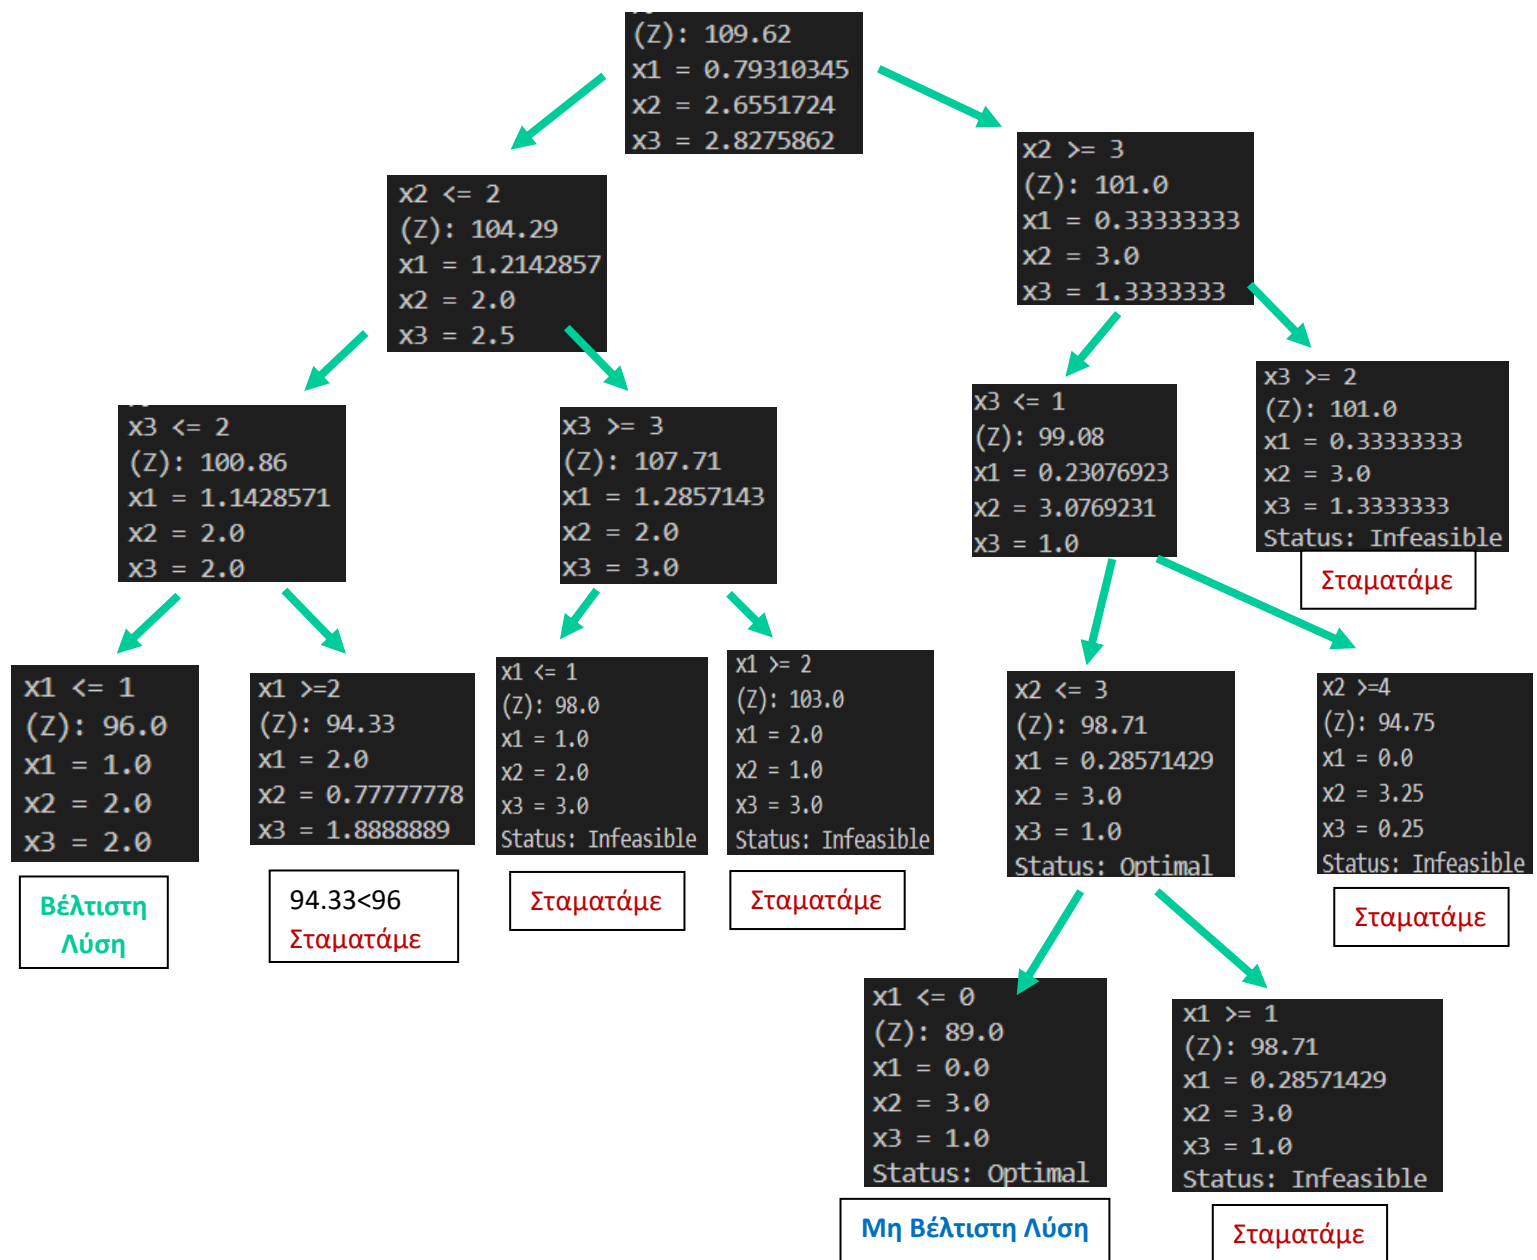 (Z): 109.62
x1 = 0.79310345
x2 = 2.6551724
x3 = 2.8275862
x2 <= 2
(Z): 104.29
x1 = 1.2142857
x2 = 2.0
x3 = 2.5
x2 >= 3
(Z): 101.0
x1 = 0.33333333
x2 = 3.0
x3 = 1.3333333
x3 <= 2
(Z): 100.86
x1 = 1.1428571
x2 = 2.0
x3 = 2.0
x3 >= 3
(Z): 107.71
x1 = 1.2857143
x2 = 2.0
x3 = 3.0
x3 <= 1
(Z): 99.08
x1 = 0.23076923
x2 = 3.0769231
x3 = 1.0
x3 >= 2
(Z): 101.0
x1 = 0.33333333
x2 = 3.0
x3 = 1.3333333
Status: Infeasible
Σταματάμε
x1 <= 1
(Z): 96.0
x1 = 1.0
x2 = 2.0
x3 = 2.0
Βέλτιστη
Λύση
x1 >=2
(Z): 94.33
x1 = 2.0
x2 = 0.77777778
x3 = 1.8888889
94.33<96
Σταματάμε
x1 <= 1
(Z): 98.0
x1 = 1.0
x2 = 2.0
x3 = 3.0
Status: Infeasible
Σταματάμε
x1 >= 2
(Z): 103.0
x1 = 2.0
x2 = 1.0
x3 = 3.0
Status: Infeasible
Σταματάμε
x2 <= 3
(Z): 98.71
x1 = 0.28571429
x2 = 3.0
x3 = 1.0
Status: Optimal
x2 >=4
(Z): 94.75
x1 = 0.0
x2 = 3.25
x3 = 0.25
Status: Infeasible
Σταματάμε
x1 <= 0
(Z): 89.0
x1 = 0.0
x2 = 3.0
x3 = 1.0
Status: Optimal
Μη Βέλτιστη Λύση
x1 >= 1
(Z): 98.71
x1 = 0.28571429
x2 = 3.0
x3 = 1.0
Status: Infeasible
Σταματάμε